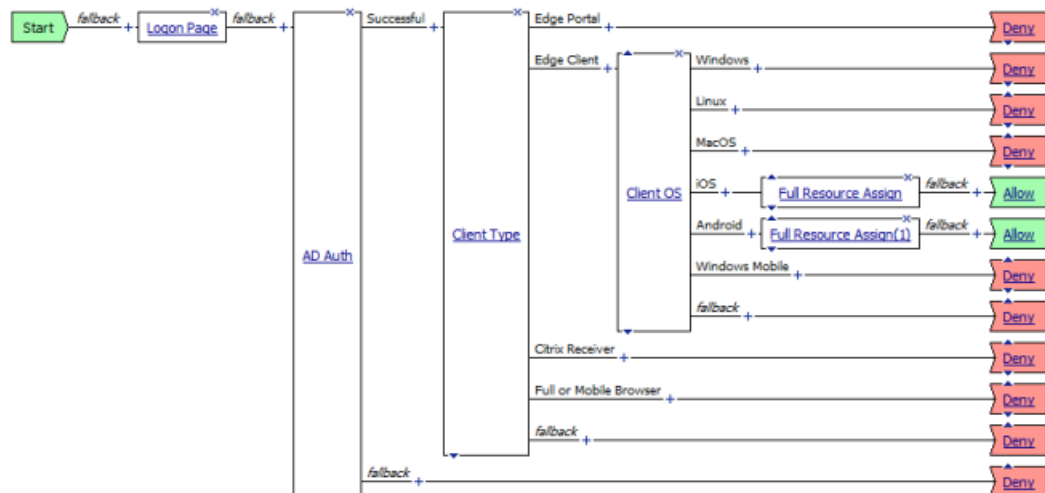 Start
fallback
Logon Page
fallback
AD Auth
Successful
Client Type
Edge Portal
Deny
Edge Client
Client OS
Windows
Deny
Linux
Deny
MacOS
Deny
iOS
Full Resource Assign
fallback
Allow
Android
Full Resource Assign(1)
fallback
Allow
Windows Mobile
Deny
fallback
Deny
Citrix Receiver
Deny
Full or Mobile Browser
Deny
fallback
Deny
fallback
Deny